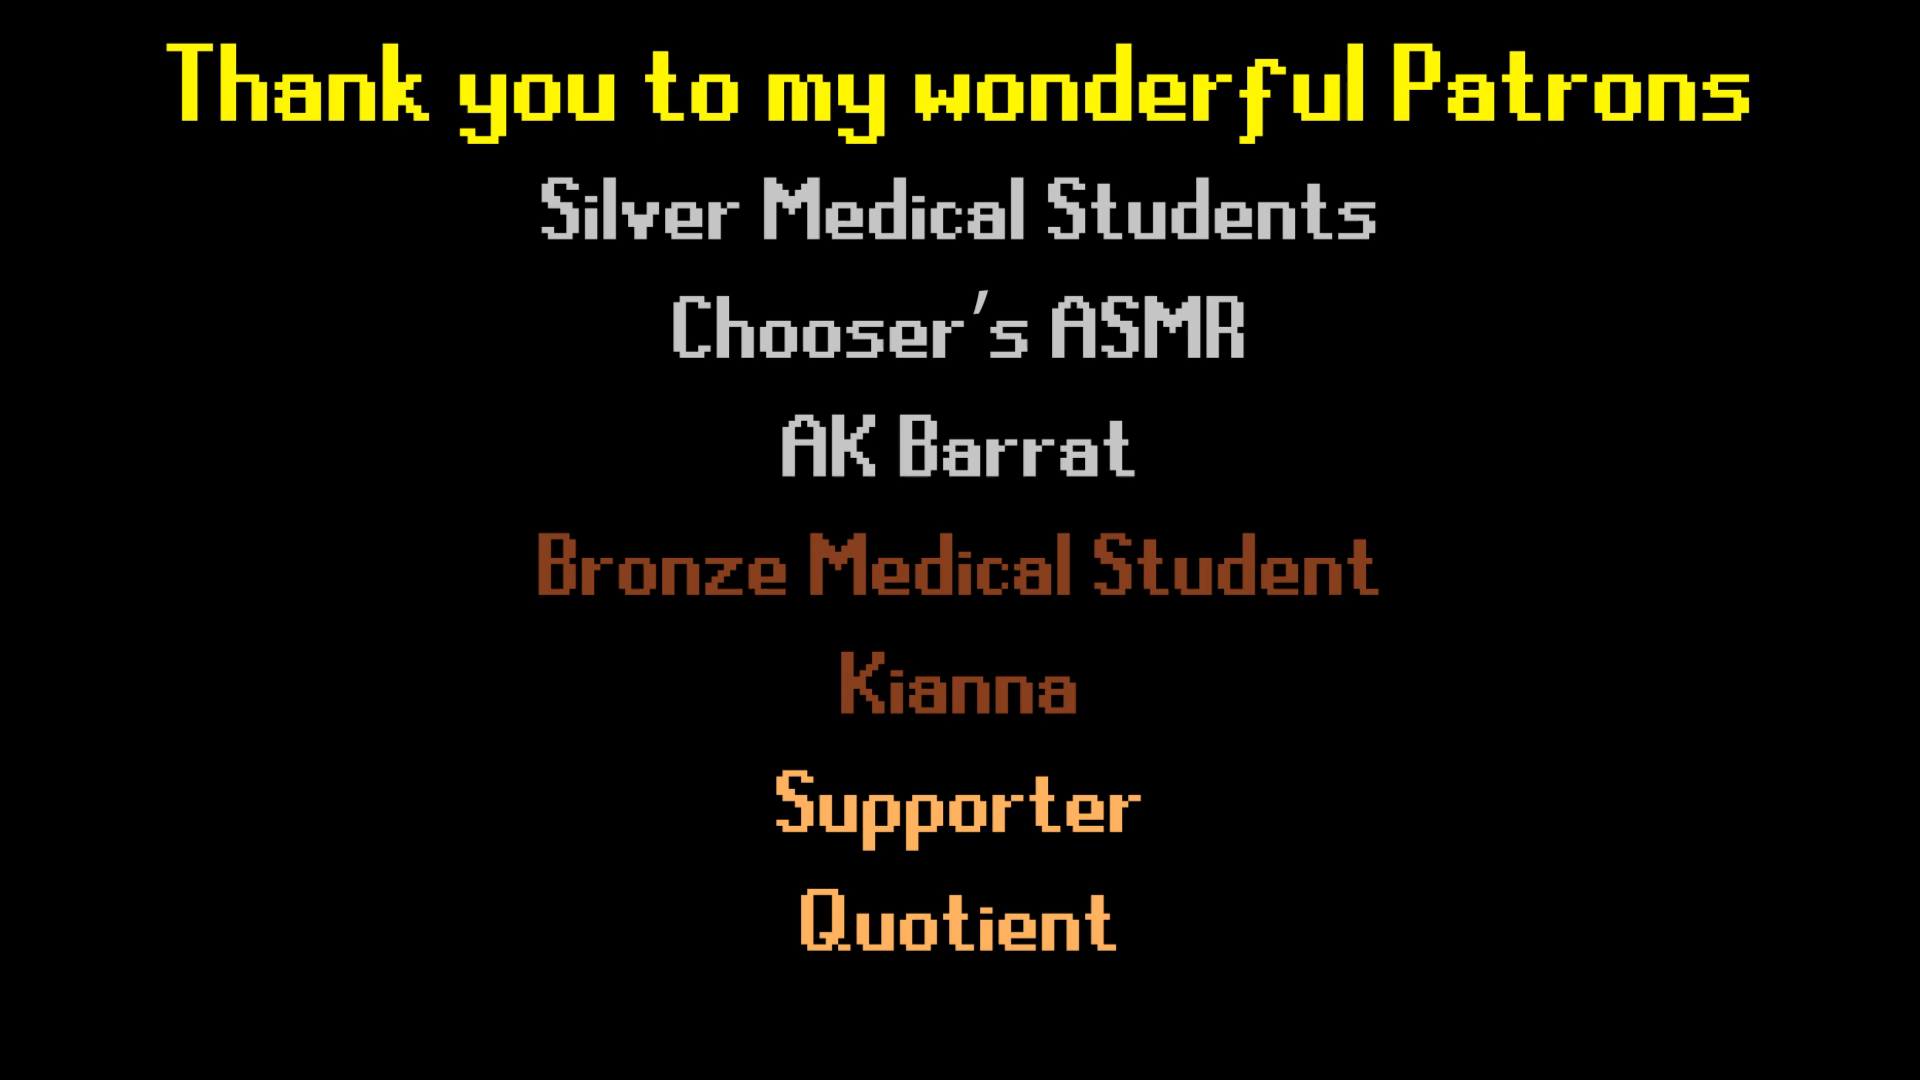 Thank you to my wonderful Patrons
Silver Medical Students
Chooser's ASMR
AK Barrat
Bronze Medical Student
Kianna
Supporter
Quotient